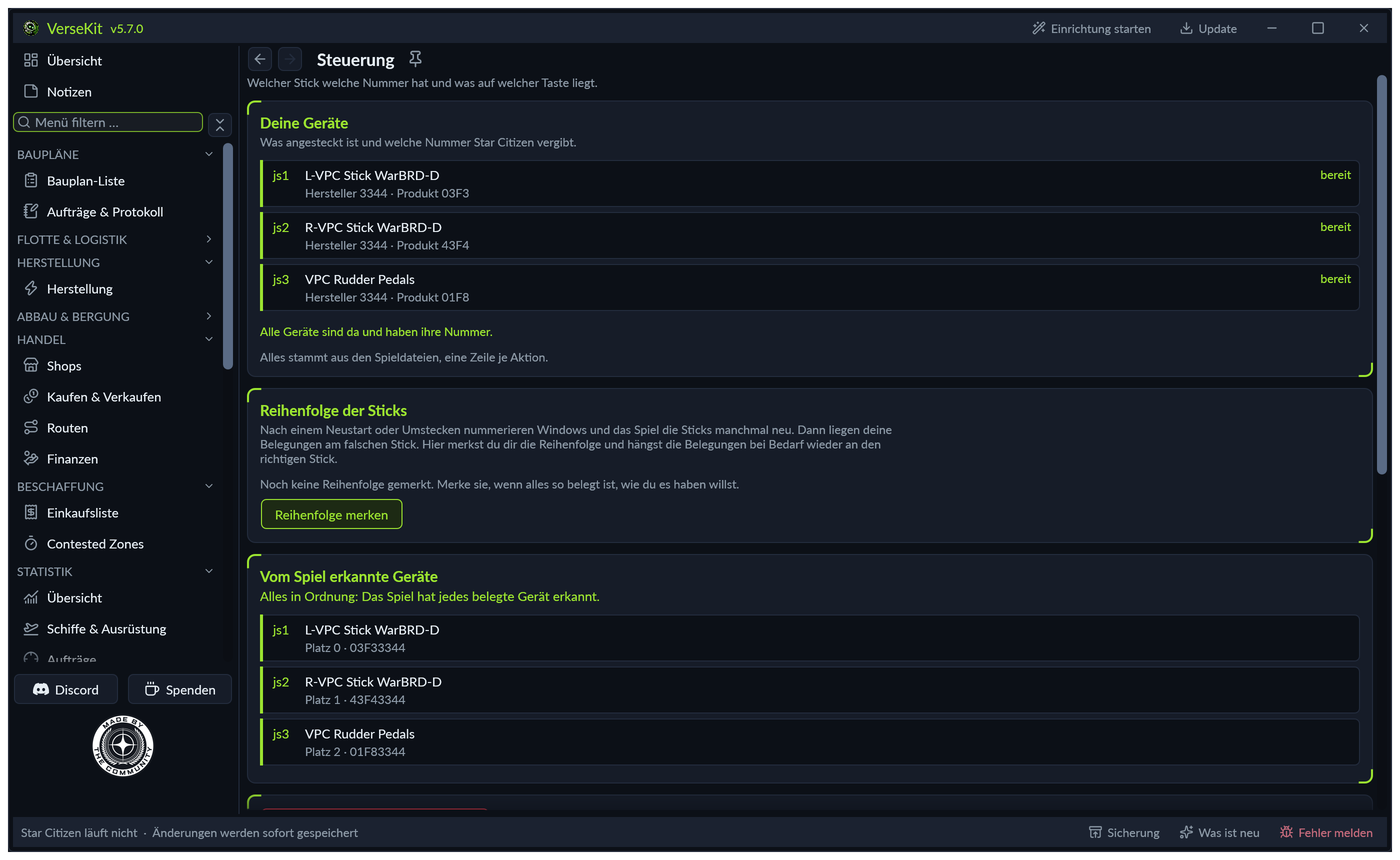 VerseKit v5.7.0
Einrichtung starten
Update
Übersicht
Notizen
Menü filtern ...
BAUPLÄNE
Bauplan-Liste
Aufträge & Protokoll
FLOTTE & LOGISTIK
HERSTELLUNG
Herstellung
ABBAU & BERGUNG
HANDEL
Shops
Kaufen & Verkaufen
Routen
Finanzen
BESCHAFFUNG
Einkaufsliste
Contested Zones
STATISTIK
Übersicht
Schiffe & Ausrüstung
Aufträge
Discord
Spenden
MADE BY
THE COMMUNITY
Steuerung
Welcher Stick welche Nummer hat und was auf welcher Taste liegt.
Deine Geräte
Was angesteckt ist und welche Nummer Star Citizen vergibt.
js1 L-VPC Stick WarBRD-D bereit
Hersteller 3344 · Produkt 03F3
js2 R-VPC Stick WarBRD-D bereit
Hersteller 3344 · Produkt 43F4
js3 VPC Rudder Pedals bereit
Hersteller 3344 · Produkt 01F8
Alle Geräte sind da und haben ihre Nummer.
Alles stammt aus den Spieldateien, eine Zeile je Aktion.
Reihenfolge der Sticks
Nach einem Neustart oder Umstecken nummerieren Windows und das Spiel die Sticks manchmal neu. Dann liegen deine
Belegungen am falschen Stick. Hier merkst du dir die Reihenfolge und hängst die Belegungen bei Bedarf wieder an den
richtigen Stick.
Noch keine Reihenfolge gemerkt. Merke sie, wenn alles so belegt ist, wie du es haben willst.
Reihenfolge merken
Vom Spiel erkannte Geräte
Alles in Ordnung: Das Spiel hat jedes belegte Gerät erkannt.
js1 L-VPC Stick WarBRD-D
Platz 0 · 03F33344
js2 R-VPC Stick WarBRD-D
Platz 1 · 43F43344
js3 VPC Rudder Pedals
Platz 2 · 01F83344
Star Citizen läuft nicht · Änderungen werden sofort gespeichert
Sicherung
Was ist neu
Fehler melden